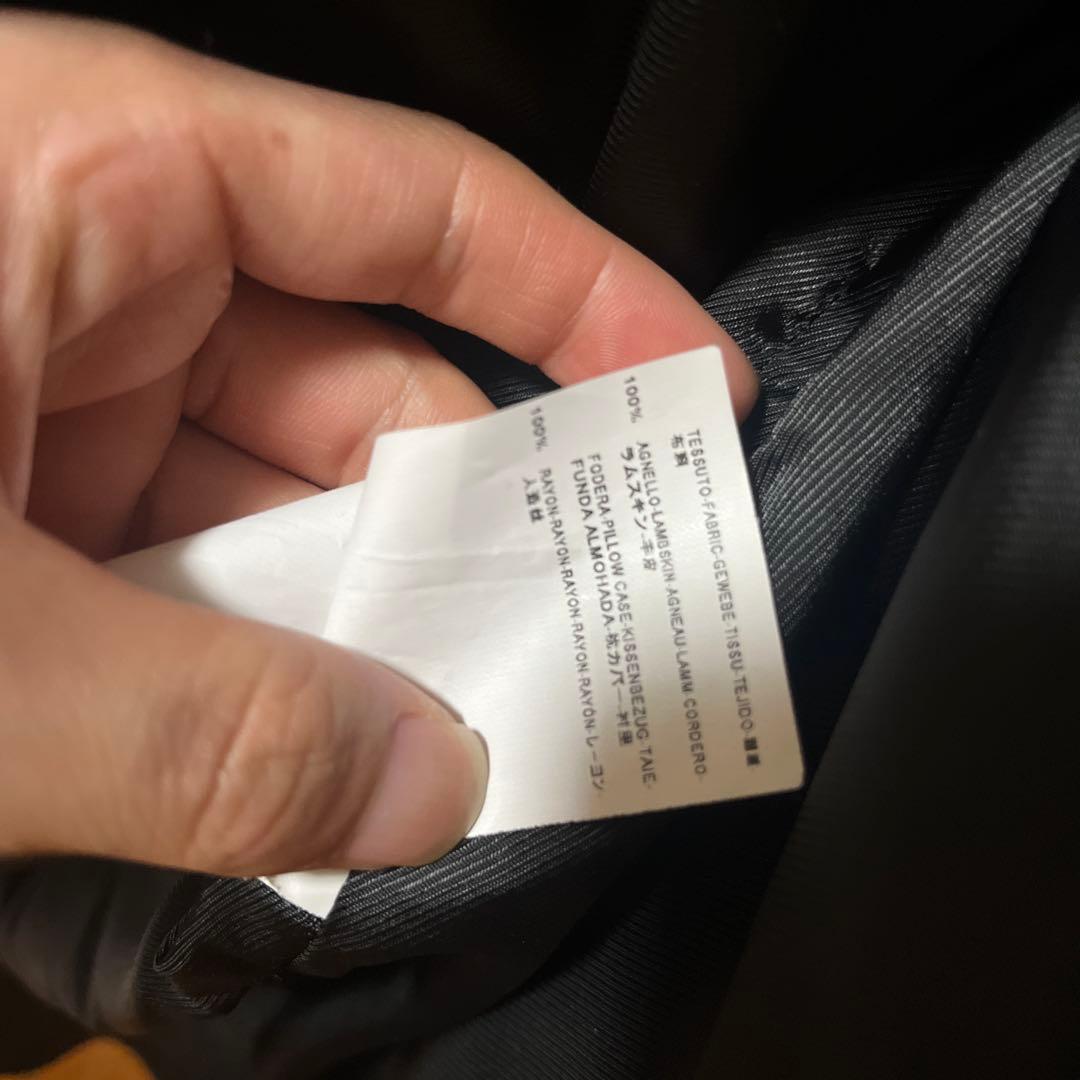 TESSUTO-FABRIC-GEWEBE-TISSU-TEJIDO-
布料
100% AGNELLO-LAMBSKIN-AGNEAU-LAMM-CORDERO-
ラムスキン-羊皮
FODERA-PILLOW CASE-KISSENBEZUG-TAIE-
FUNDA ALMOHADA-枕カバー-衬里
100% RAYON-RAYON-RAYON-RAYON-RAYÓN-レーヨン-
人造丝